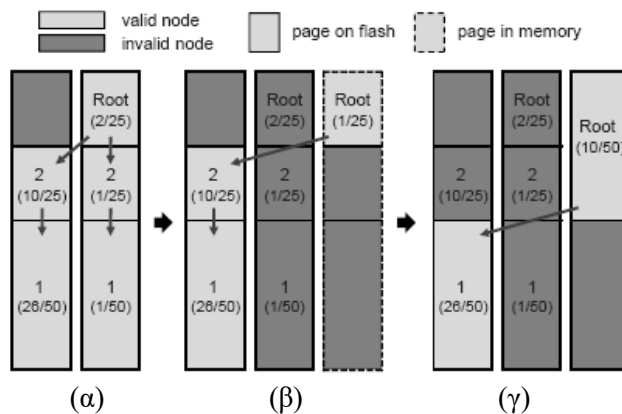 valid node
invalid node
page on flash
page in memory
Root
(2/25)
2
(10/25)
2
(1/25)
1
(26/50)
1
(1/50)
Root
(2/25)
Root
(1/25)
2
(10/25)
2
(1/25)
1
(26/50)
1
(1/50)
Root
(2/25)
Root
(10/50)
2
(10/25)
2
(1/25)
1
(26/50)
1
(1/50)
(α)
(β)
(γ)